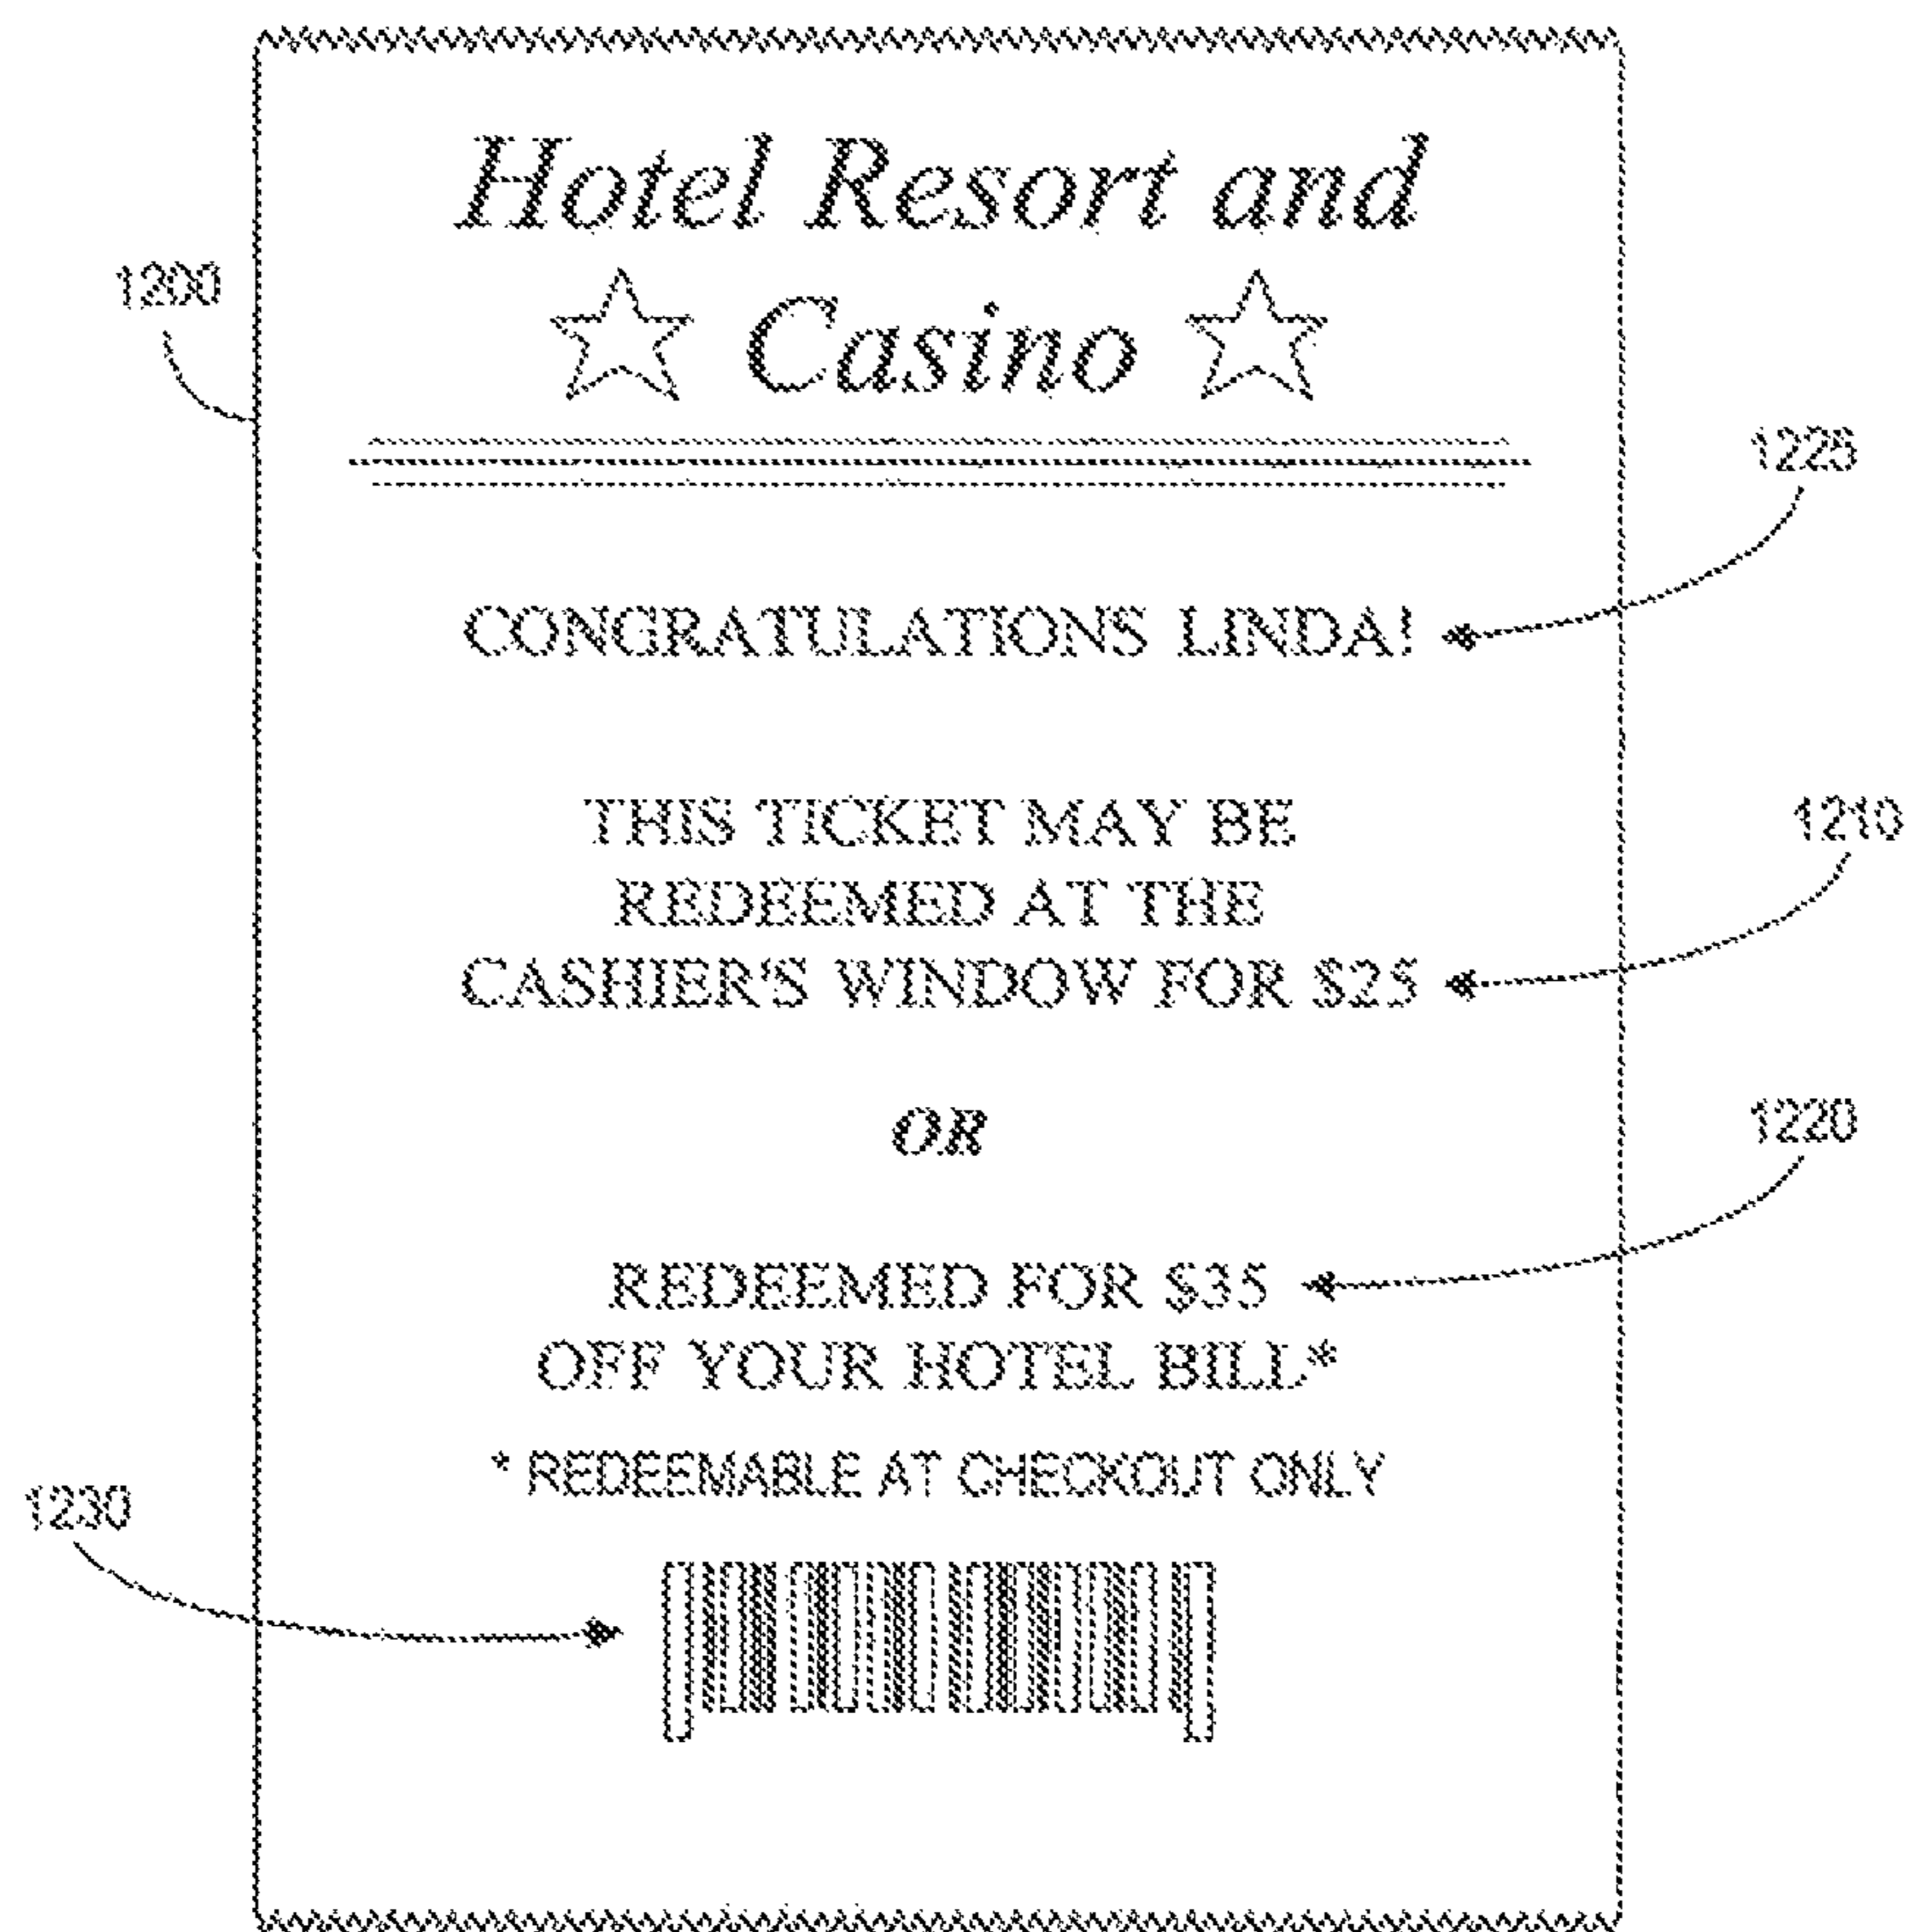 Hotel Resort and
1200
☆ Casino ☆
1225
CONGRATULATIONS LINDA!
THIS TICKET MAY BE
1210
REDEEMED AT THE
CASHIER'S WINDOW FOR $25
OR
1220
REDEEMED FOR $35
OFF YOUR HOTEL BILL*
* REDEEMABLE AT CHECKOUT ONLY
1230